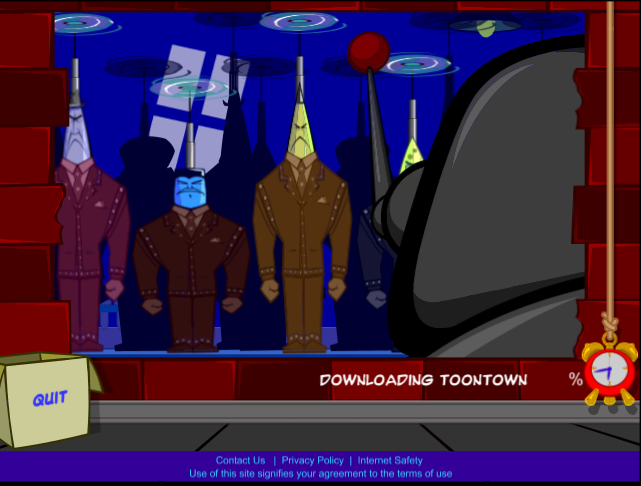 DOWNLOADING TOONTOWN %
QUIT
Contact Us | Privacy Policy | Internet Safety
Use of this site signifies your agreement to the terms of use